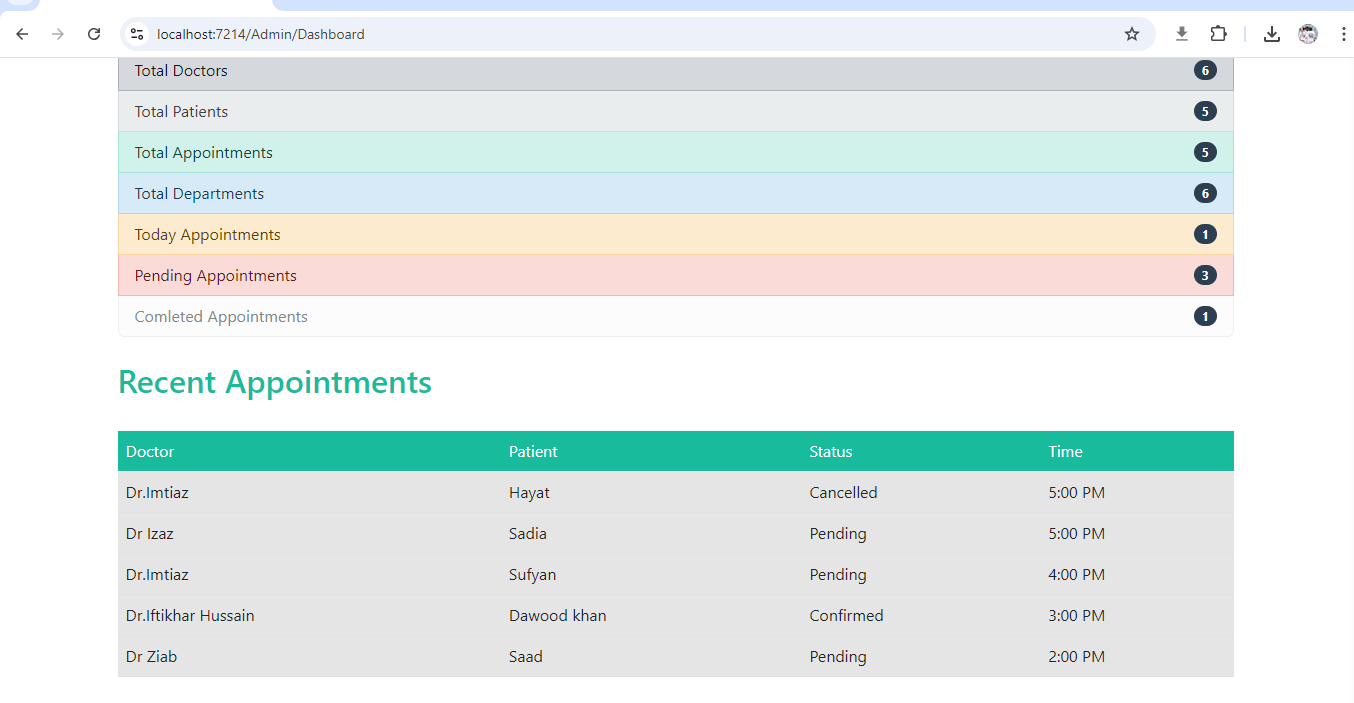 localhost:7214/Admin/Dashboard
Total Doctors 6
Total Patients 5
Total Appointments 5
Total Departments 6
Today Appointments 1
Pending Appointments 3
Comleted Appointments 1
Recent Appointments
Doctor Patient Status Time
Dr.Imtiaz Hayat Cancelled 5:00 PM
Dr Izaz Sadia Pending 5:00 PM
Dr.Imtiaz Sufyan Pending 4:00 PM
Dr.Iftikhar Hussain Dawood khan Confirmed 3:00 PM
Dr Ziab Saad Pending 2:00 PM